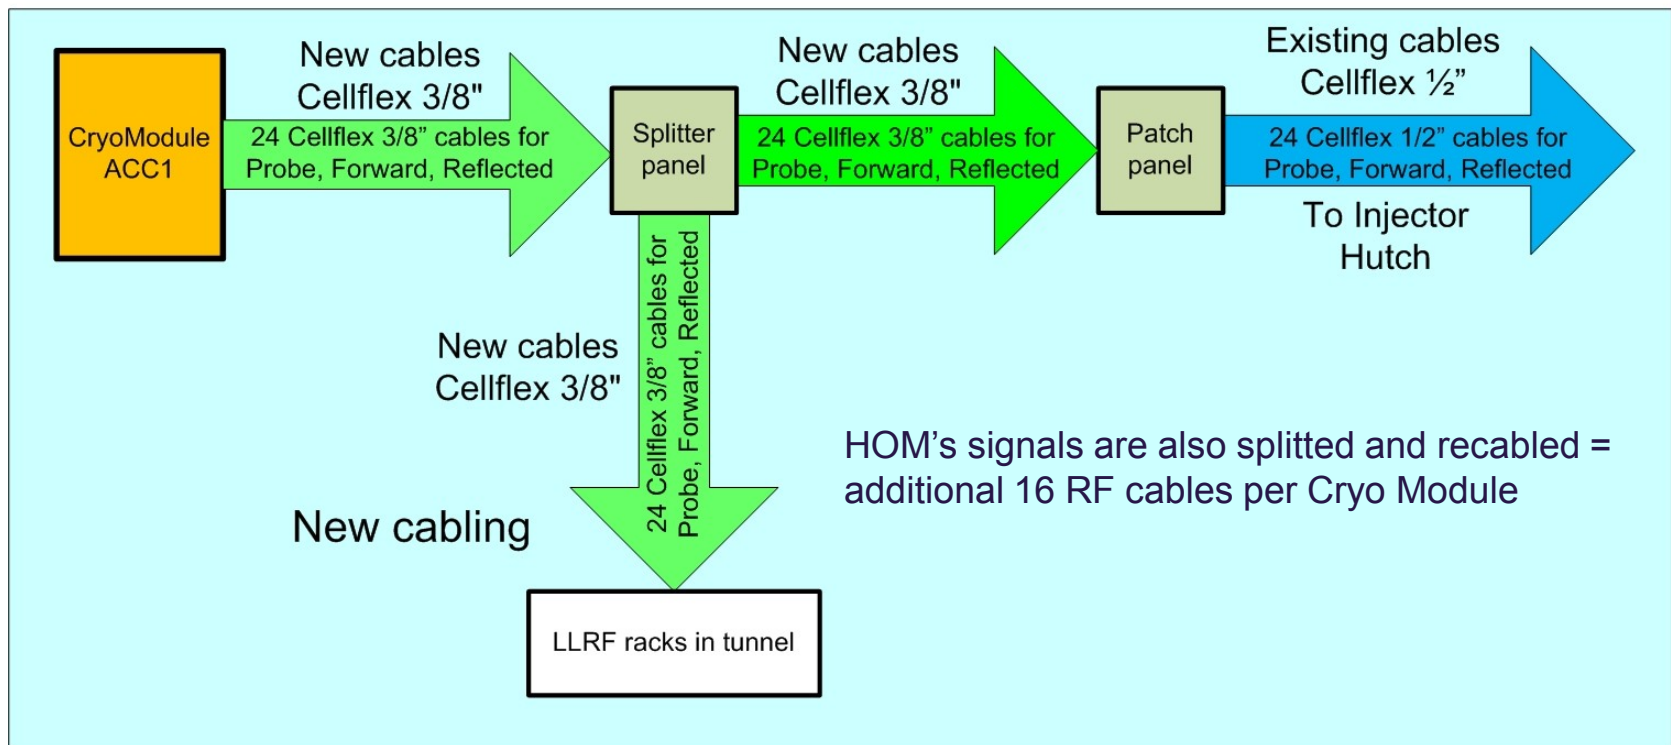 CryoModule
ACC1
New cables
Cellflex 3/8"
24 Cellflex 3/8” cables for
Probe, Forward, Reflected
Splitter
panel
New cables
Cellflex 3/8"
24 Cellflex 3/8” cables for
Probe, Forward, Reflected
Patch
panel
Existing cables
Cellflex ½”
24 Cellflex 1/2” cables for
Probe, Forward, Reflected
To Injector
Hutch
New cables
Cellflex 3/8"
24 Cellflex 3/8” cables for
Probe, Forward, Reflected
HOM’s signals are also splitted and recabled =
additional 16 RF cables per Cryo Module
New cabling
LLRF racks in tunnel